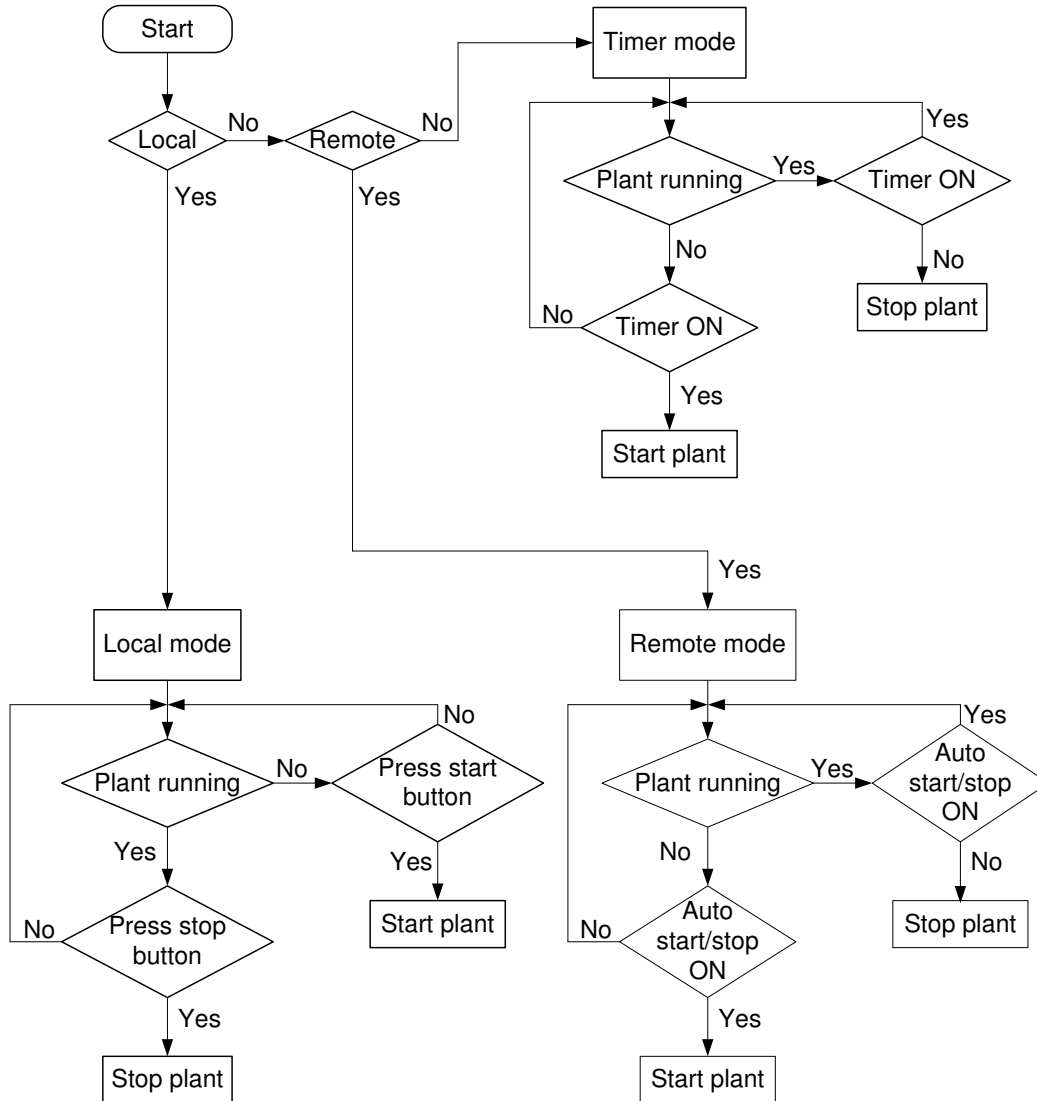 Start
Timer mode
No
No
Yes
Local
Remote
Yes
Plant running
Timer ON
Yes
Yes
No
No
Stop plant
No
Timer ON
Yes
Start plant
Yes
Local mode
Remote mode
No
Yes
Plant running
No
Press start
button
Plant running
Yes
Auto
start/stop
ON
Yes
Yes
No
No
Start plant
Stop plant
No
Press stop
button
No
Auto
start/stop
ON
Yes
Yes
Stop plant
Start plant